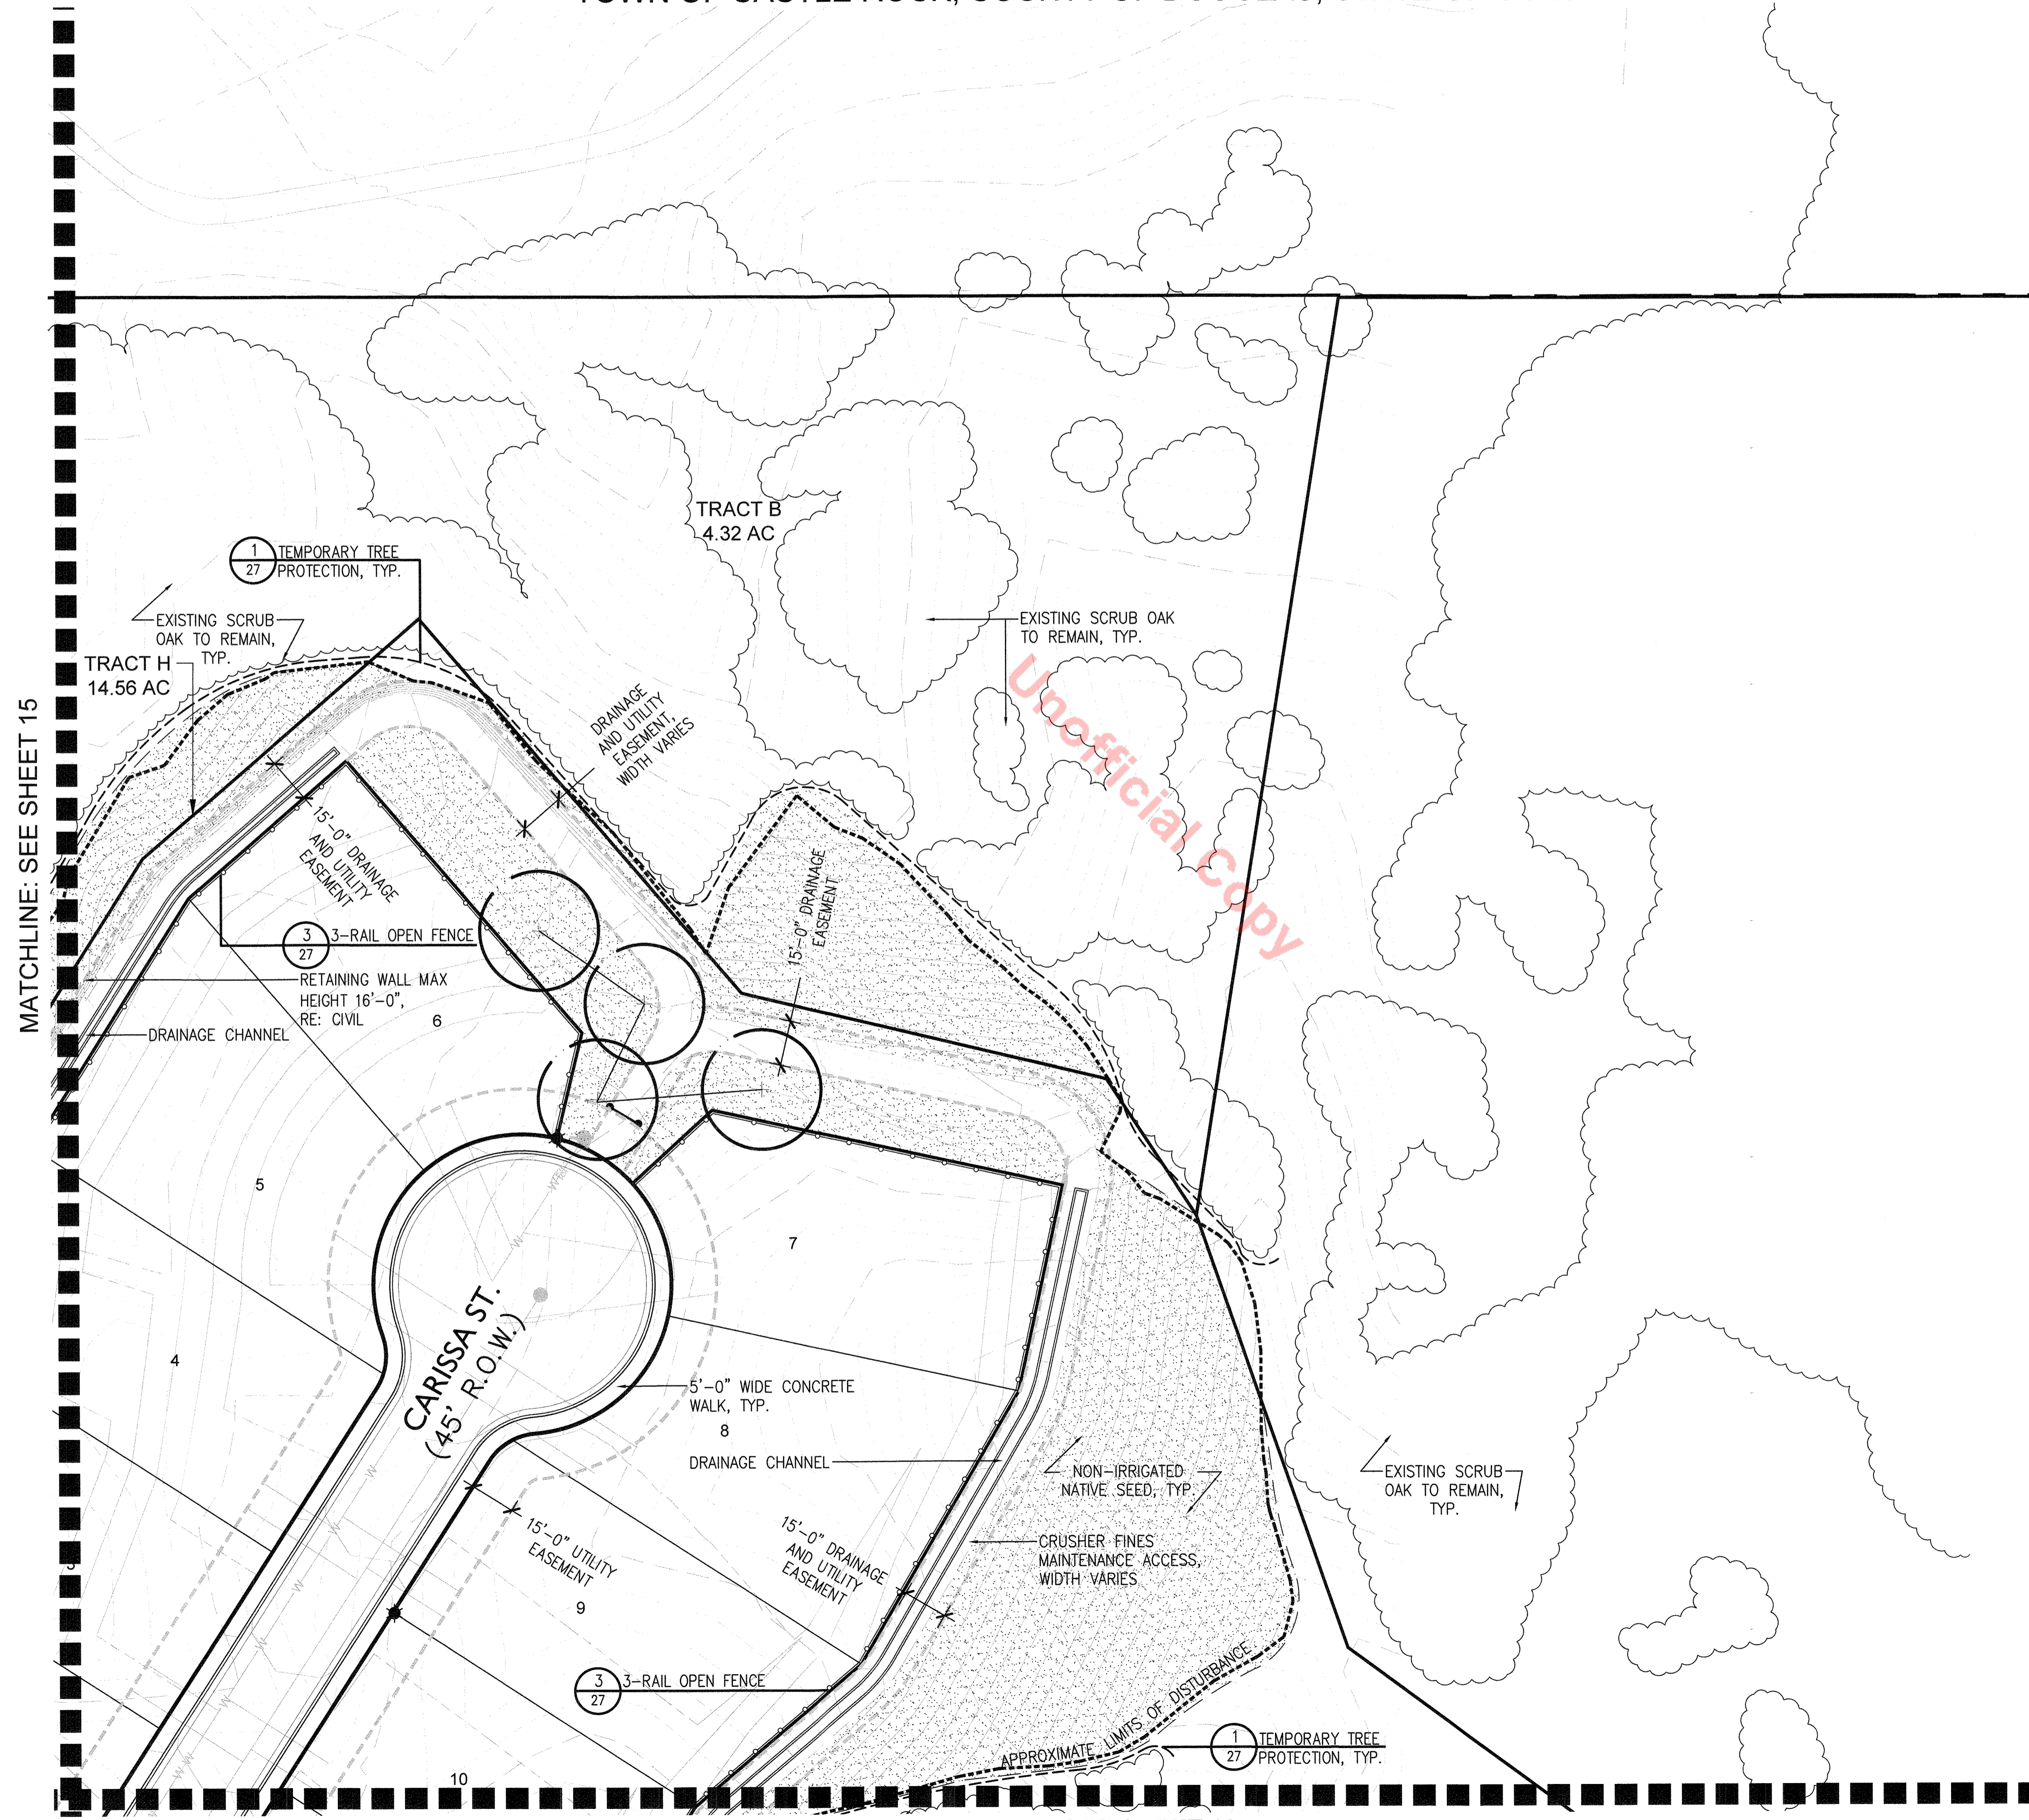 TRACT B
4.32 AC
1
27
TEMPORARY TREE
PROTECTION, TYP.
EXISTING SCRUB
OAK TO REMAIN,
TYP.
TRACT H
14.56 AC
EXISTING SCRUB OAK
TO REMAIN, TYP.
DRAINAGE
AND UTILITY
EASEMENT,
WIDTH VARIES
Unofficial Copy
MATCHLINE: SEE SHEET 15
15'-0" DRAINAGE
AND UTILITY
EASEMENT
15'-0" DRAINAGE
EASEMENT
3
27
3-RAIL OPEN FENCE
RETAINING WALL MAX
HEIGHT 16'-0",
RE: CIVIL
6
DRAINAGE CHANNEL
5
7
4
CARISSA ST.
(45' R.O.W.)
W
W
W
W
W
W
W
5'-0" WIDE CONCRETE
WALK, TYP.
8
DRAINAGE CHANNEL
NON-IRRIGATED
NATIVE SEED, TYP.
EXISTING SCRUB
OAK TO REMAIN,
TYP.
15'-0" UTILITY
EASEMENT
15'-0" DRAINAGE
AND UTILITY
EASEMENT
CRUSHER FINES
MAINTENANCE ACCESS,
WIDTH VARIES
9
3
27
3-RAIL OPEN FENCE
APPROXIMATE LIMITS OF DISTURBANCE
1
27
TEMPORARY TREE
PROTECTION, TYP.
10